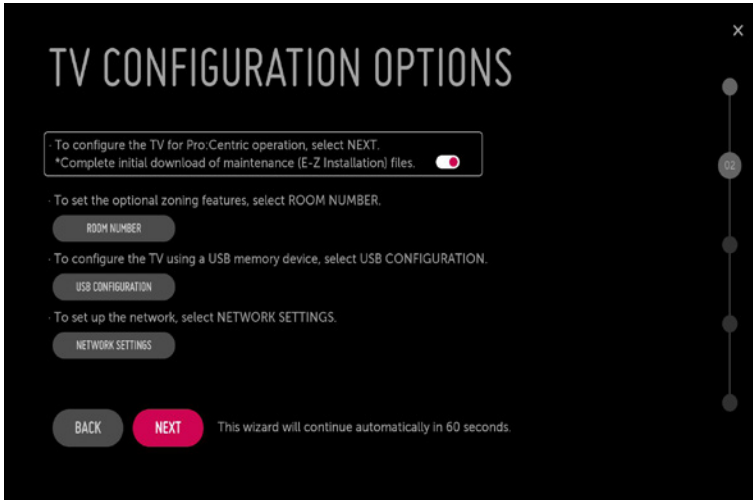 ×
TV CONFIGURATION OPTIONS
· To configure the TV for Pro:Centric operation, select NEXT.
*Complete initial download of maintenance (E-Z Installation) files.
02
· To set the optional zoning features, select ROOM NUMBER.
ROOM NUMBER
· To configure the TV using a USB memory device, select USB CONFIGURATION.
USB CONFIGURATION
· To set up the network, select NETWORK SETTINGS.
NETWORK SETTINGS
BACK NEXT This wizard will continue automatically in 60 seconds.